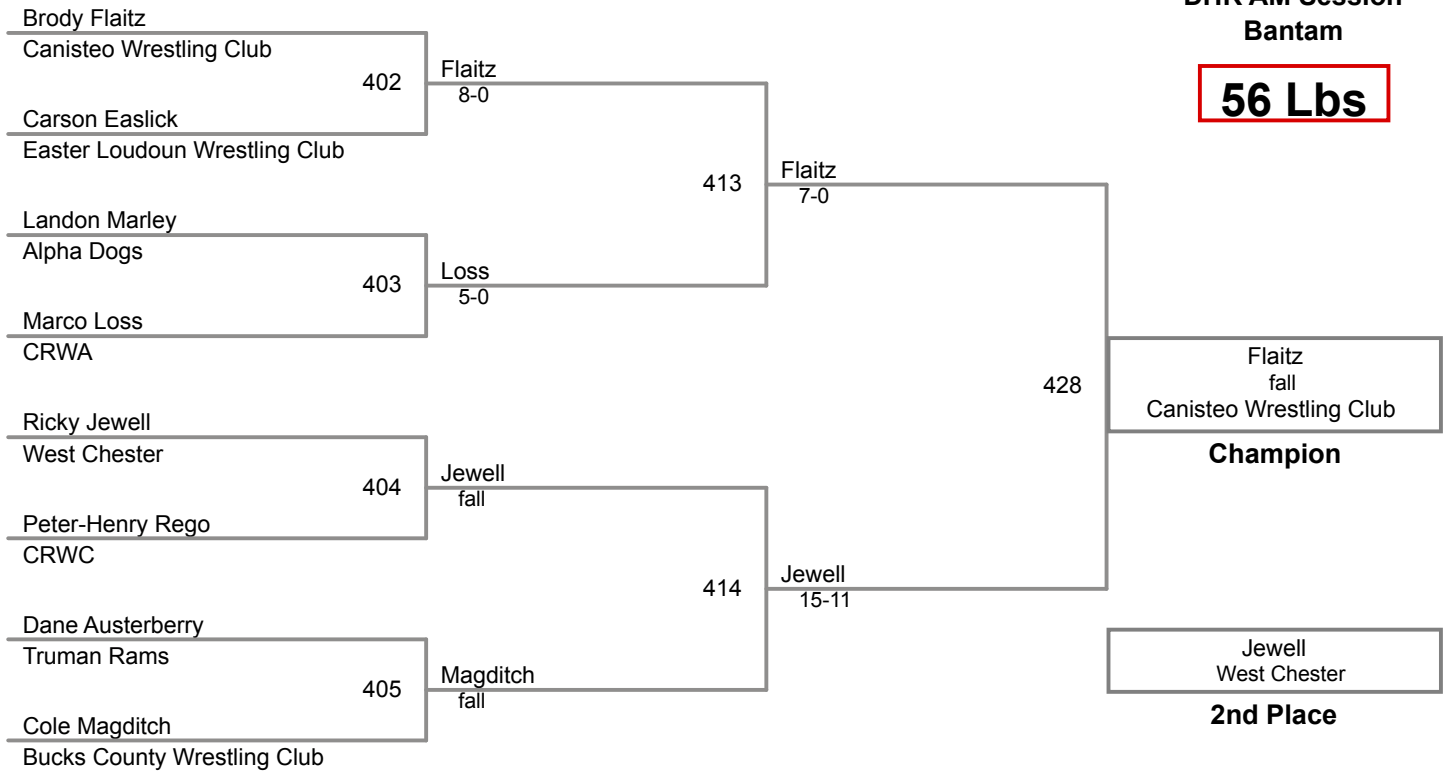 DHR AM Session
Bantam
56 Lbs
Brody Flaitz
Canisteo Wrestling Club
402
Flaitz
8-0
Carson Easlick
Easter Loudoun Wrestling Club
413
Flaitz
7-0
Landon Marley
Alpha Dogs
403
Loss
5-0
Marco Loss
CRWA
428
Flaitz
fall
Canisteo Wrestling Club
Champion
Ricky Jewell
West Chester
404
Jewell
fall
Peter-Henry Rego
CRWC
414
Jewell
15-11
Dane Austerberry
Truman Rams
405
Magditch
fall
Cole Magditch
Bucks County Wrestling Club
Jewell
West Chester
2nd Place